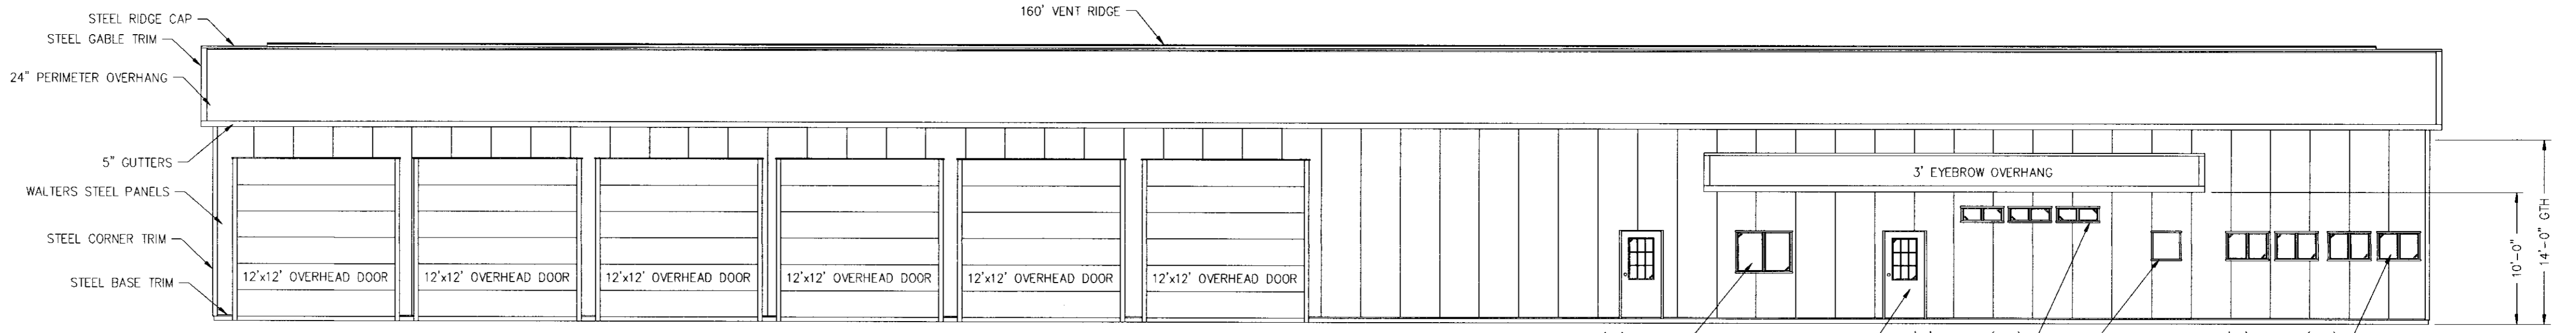 160' VENT RIDGE
STEEL RIDGE CAP
STEEL GABLE TRIM
24" PERIMETER OVERHANG
5" GUTTERS
WALTERS STEEL PANELS
STEEL CORNER TRIM
STEEL BASE TRIM
12'x12' OVERHEAD DOOR
12'x12' OVERHEAD DOOR
12'x12' OVERHEAD DOOR
12'x12' OVERHEAD DOOR
12'x12' OVERHEAD DOOR
12'x12' OVERHEAD DOOR
3' EYEBROW OVERHANG
10'-0"
14'-0" GTH